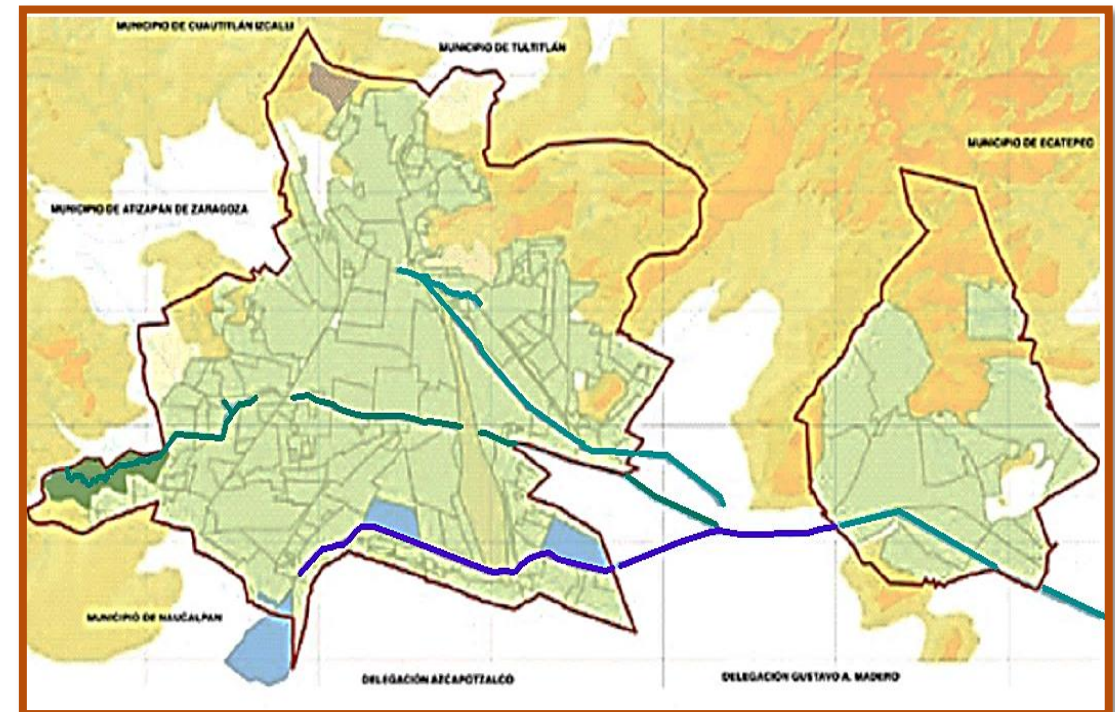 MUNICIPIO DE CUAUTITLÁN IZCALLI
MUNICIPIO DE TULTITLÁN
MUNICIPIO DE ECATEPEC
MUNICIPIO DE ATIZAPÁN DE ZARAGOZA
MUNICIPIO DE NAUCALPAN
DELEGACIÓN AZCAPOTZALCO
DELEGACIÓN GUSTAVO A. MADERO